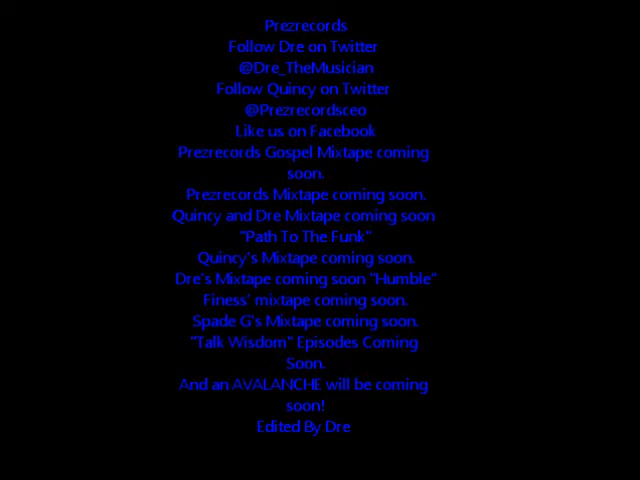 Prezrecords
Follow Dre on Twitter
@Dre_TheMusician
Follow Quincy on Twitter
@Prezrecordsceo
Like us on Facebook
Prezrecords Gospel Mixtape coming
soon.
Prezrecords Mixtape coming soon.
Quincy and Dre Mixtape coming soon
"Path To The Funk"
Quincy's Mixtape coming soon.
Dre's Mixtape coming soon "Humble"
Finess' mixtape coming soon.
Spade G's Mixtape coming soon.
"Talk Wisdom" Episodes Coming
Soon.
And an AVALANCHE will be coming
soon!
Edited By Dre